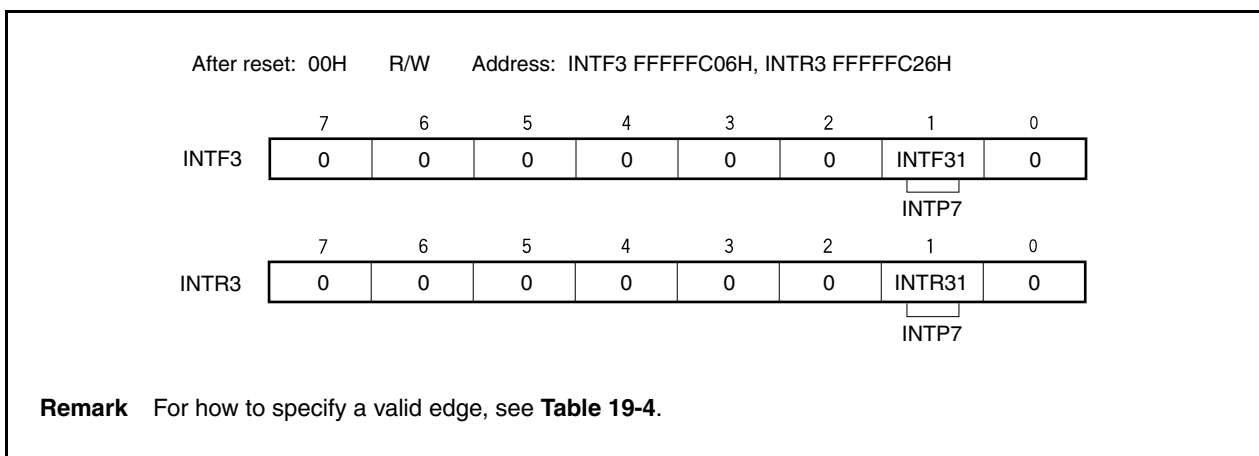 After reset: 00H R/W Address: INTF3 FFFFFC06H, INTR3 FFFFFC26H
7 6 5 4 3 2 1 0
INTF3 0 0 0 0 0 0 INTF31 0
INTP7
7 6 5 4 3 2 1 0
INTR3 0 0 0 0 0 0 INTR31 0
INTP7
Remark For how to specify a valid edge, see Table 19-4.